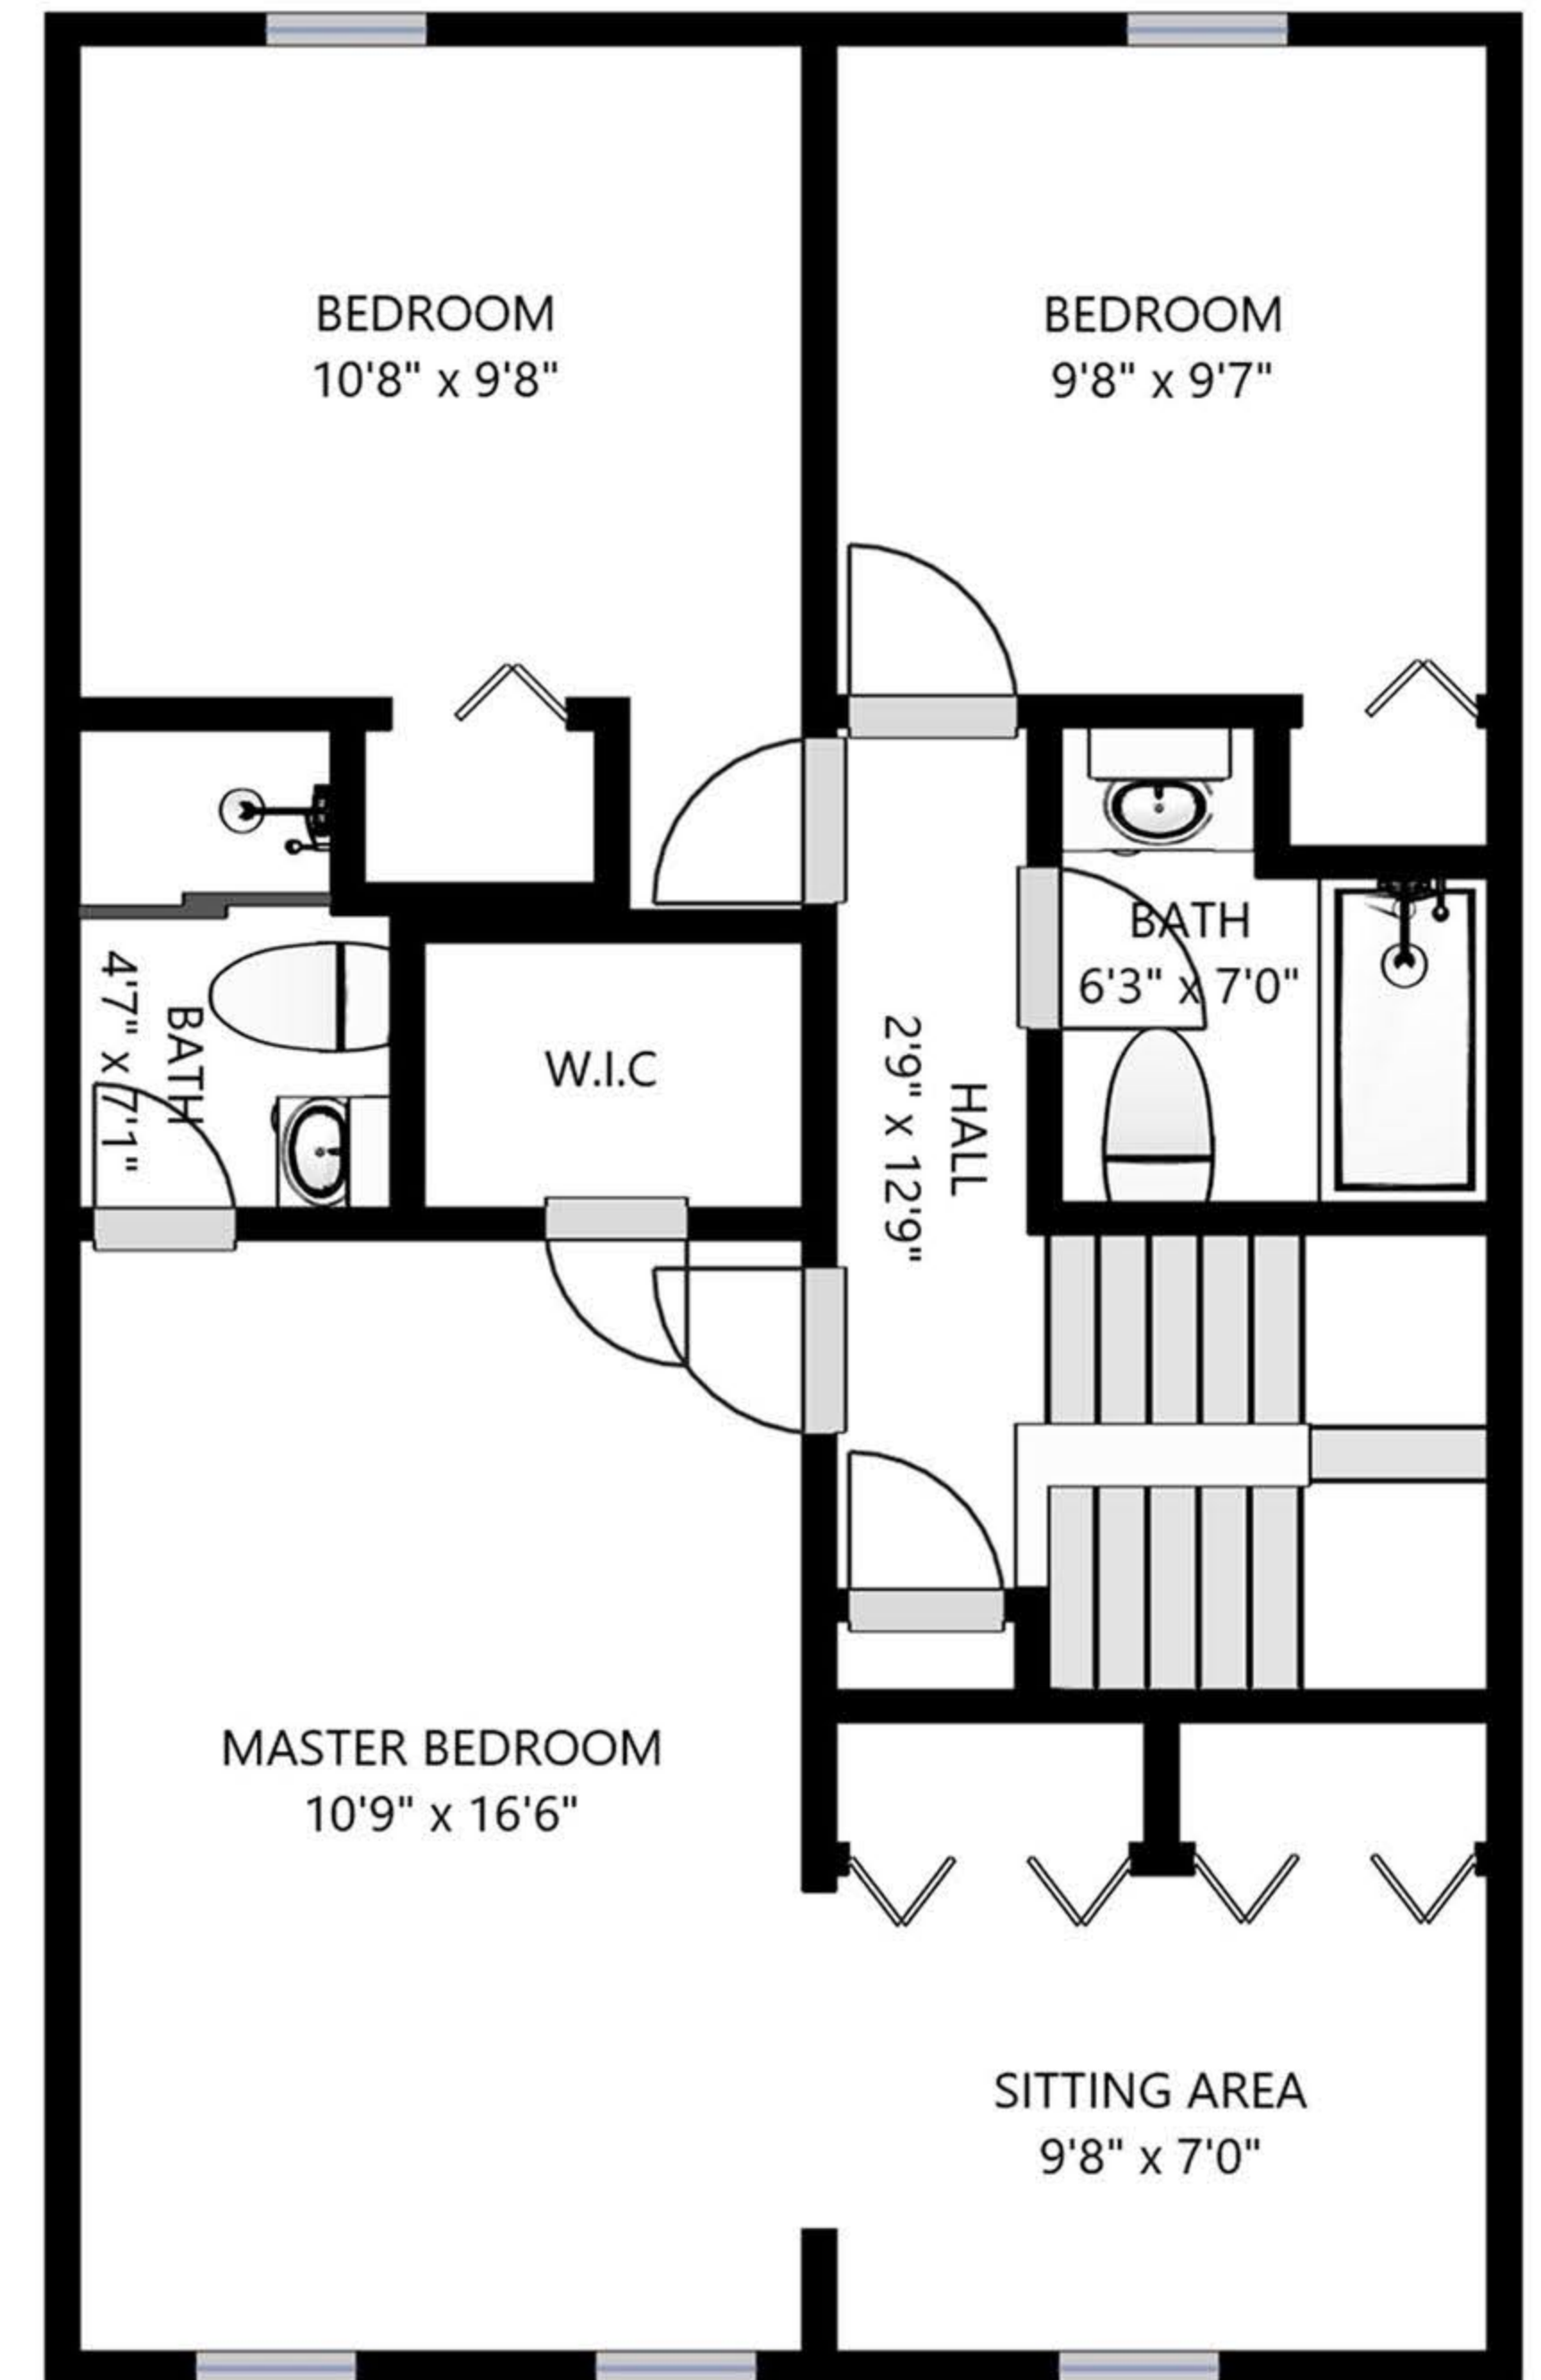 BEDROOM
10'8" x 9'8"
BEDROOM
9'8" x 9'7"
BATH
6'3" x 7'0"
BATH
4'7" x 7'1"
W.I.C
HALL
2'9" x 12'9"
MASTER BEDROOM
10'9" x 16'6"
SITTING AREA
9'8" x 7'0"